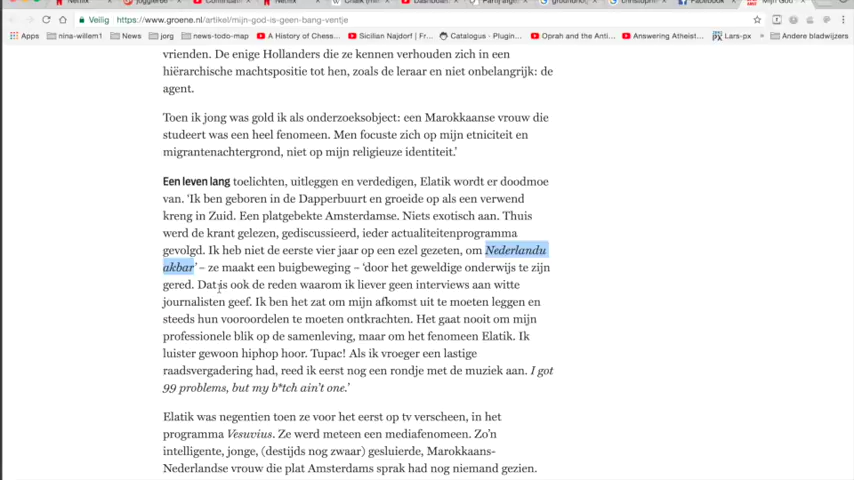 Netflix
joggler66
Continuam
Netflix
Dashboard
groundho
christophe
Facebook
Mijn God
Veilig https://www.groene.nl/artikel/mijn-god-is-geen-bang-ventje
Apps nina-willem1 News jorg news-todo-map A History of Chess... Sicilian Najdorf | Fr... Catalogus - Plugin... Oprah and the Anti... Answering Atheist... Lars-px » Andere bladwijzers
vrienden. De enige Hollanders die ze kennen verhouden zich in een
hiërarchische machtspositie tot hen, zoals de leraar en niet onbelangrijk: de
agent.
Toen ik jong was gold ik als onderzoeksobject: een Marokkaanse vrouw die
studeert was een heel fenomeen. Men focuste zich op mijn etniciteit en
migrantenachtergrond, niet op mijn religieuze identiteit.’
Een leven lang toelichten, uitleggen en verdedigen, Elatik wordt er doodmoe
van. ‘Ik ben geboren in de Dapperbuurt en groeide op als een verwend
kreng in Zuid. Een platgebekte Amsterdamse. Niets exotisch aan. Thuis
werd de krant gelezen, gediscussieerd, ieder actualiteitenprogramma
gevolgd. Ik heb niet de eerste vier jaar op een ezel gezeten, om Nederlandu
akbar’ – ze maakt een buigbeweging – ‘door het geweldige onderwijs te zijn
gered. Dat is ook de reden waarom ik liever geen interviews aan witte
journalisten geef. Ik ben het zat om mijn afkomst uit te moeten leggen en
steeds hun vooroordelen te moeten ontkrachten. Het gaat nooit om mijn
professionele blik op de samenleving, maar om het fenomeen Elatik. Ik
luister gewoon hiphop hoor. Tupac! Als ik vroeger een lastige
raadsvergadering had, reed ik eerst nog een rondje met de muziek aan. I got
99 problems, but my b*tch ain’t one.’
Elatik was negentien toen ze voor het eerst op tv verscheen, in het
programma Vesuvius. Ze werd meteen een mediafenomeen. Zo’n
intelligente, jonge, (destijds nog zwaar) gesluierde, Marokkaans-
Nederlandse vrouw die plat Amsterdams sprak had nog niemand gezien.